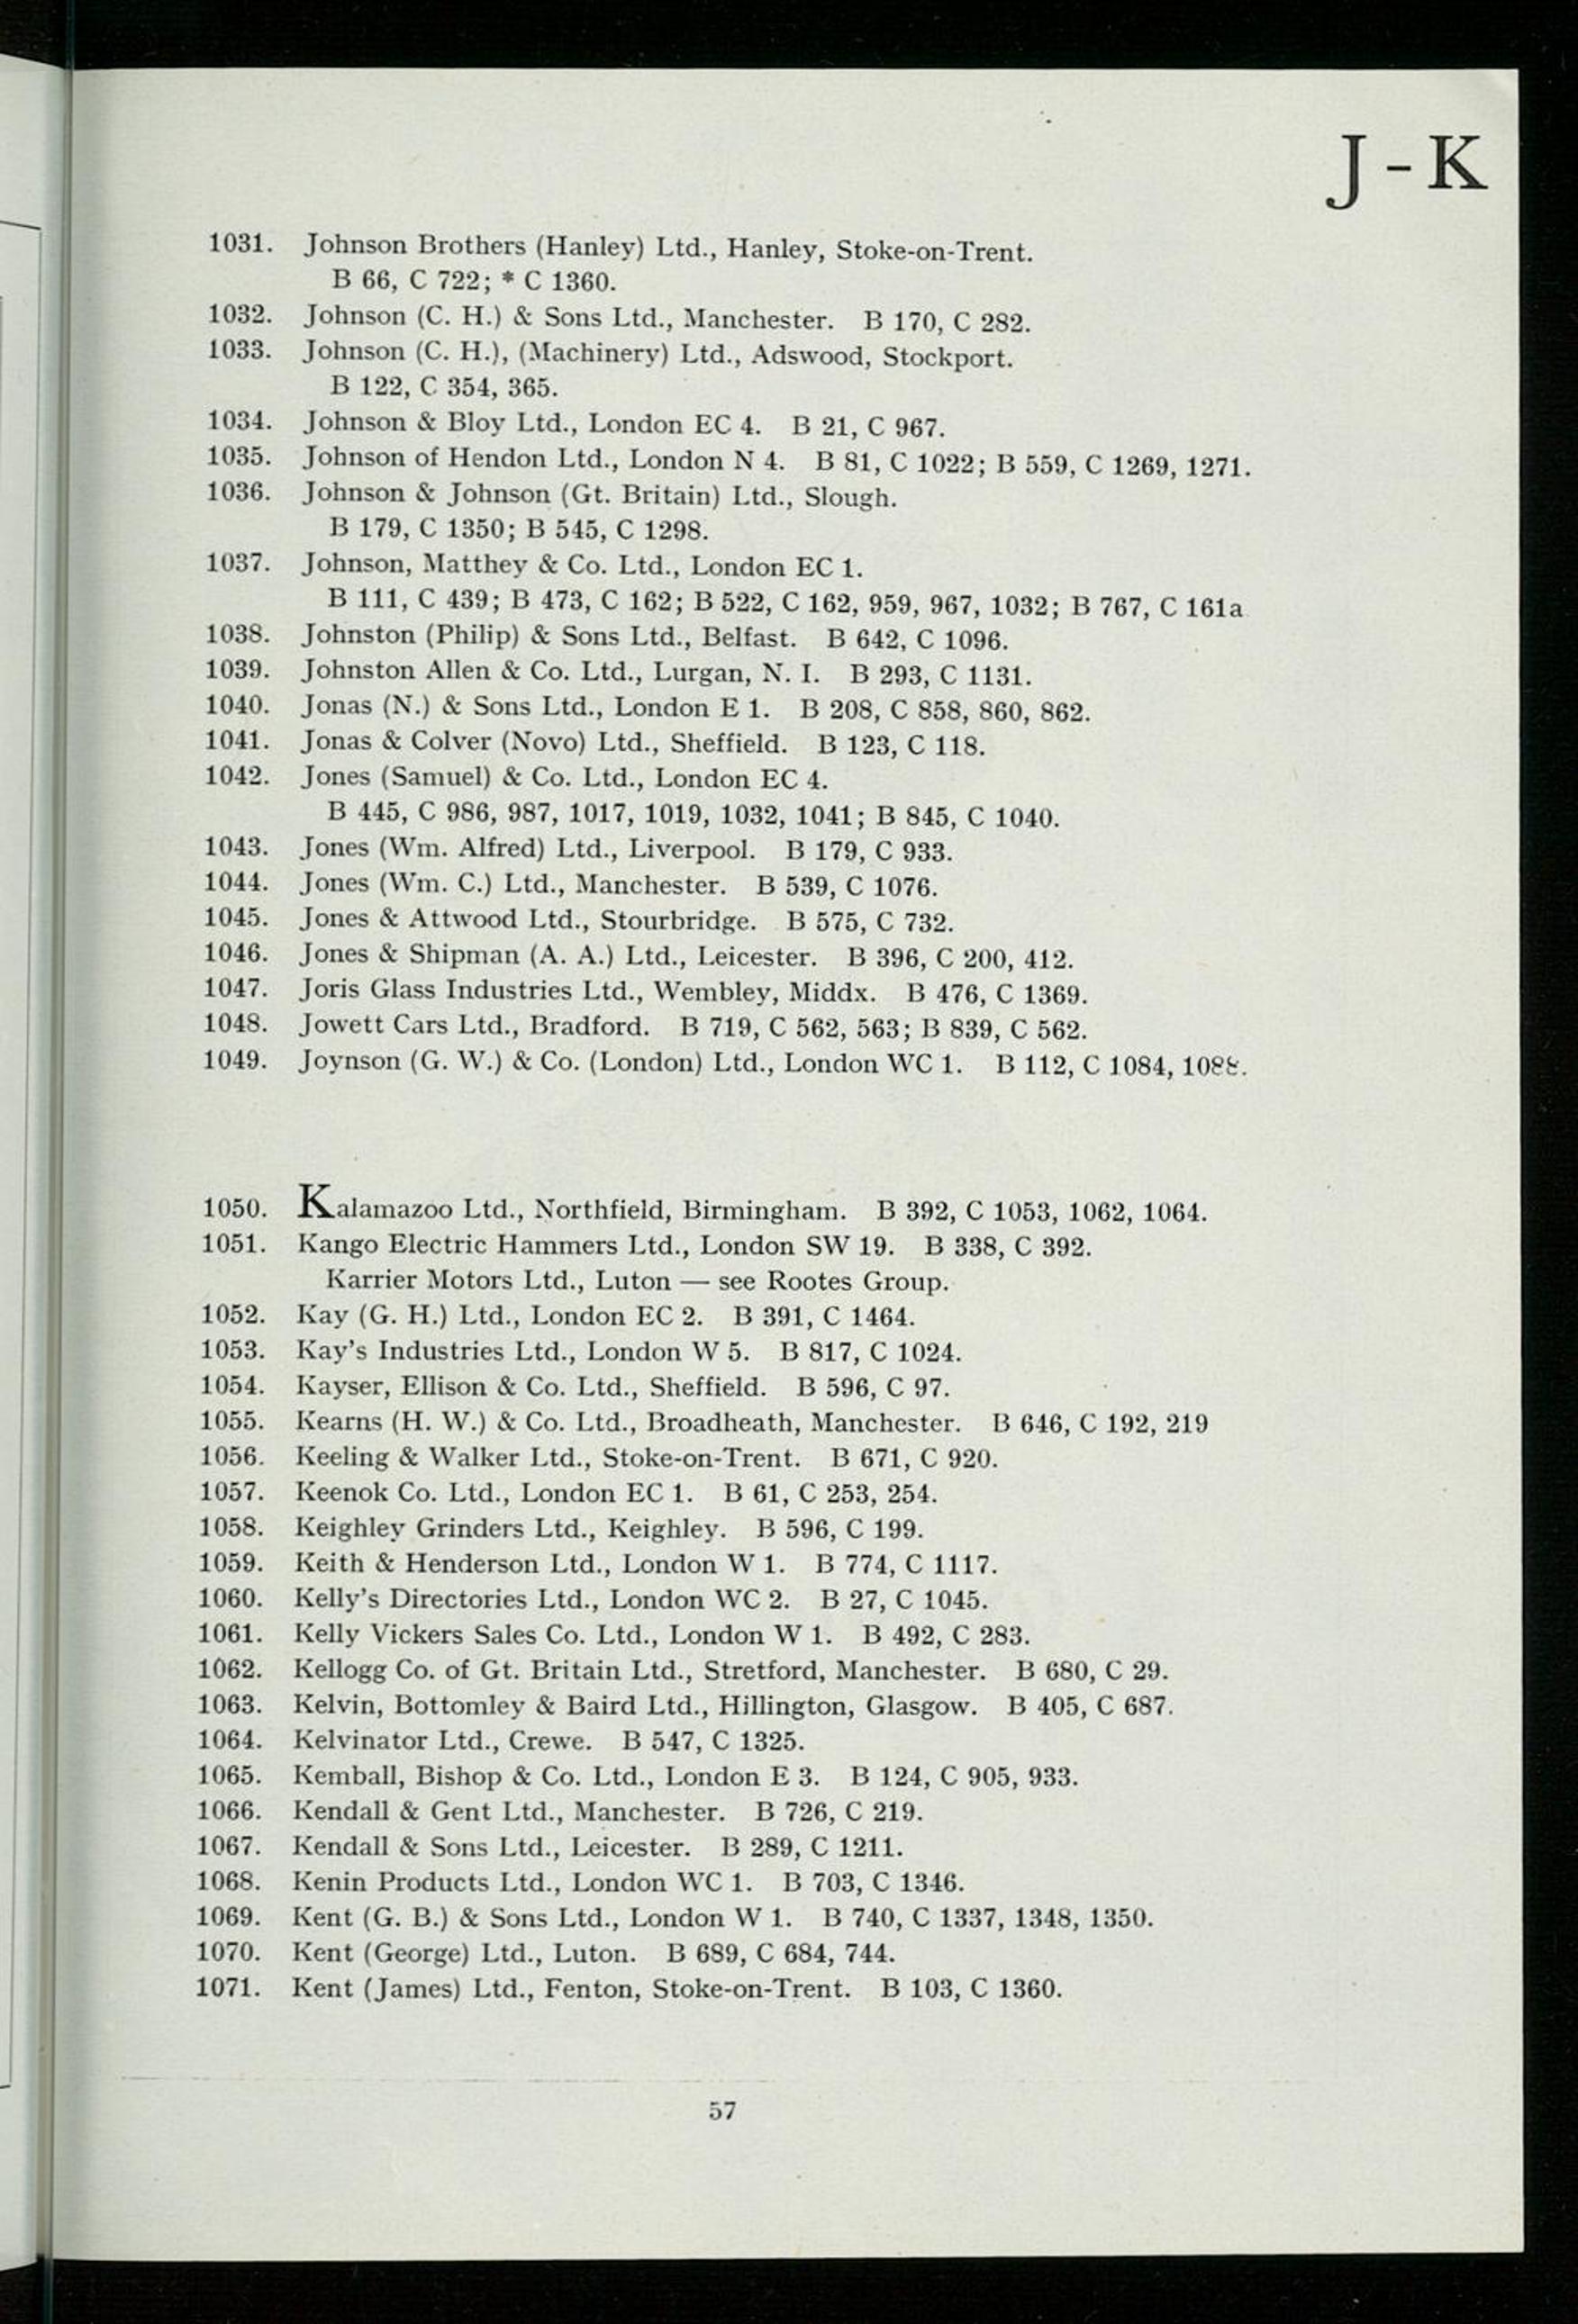 J - K
1031. Johnson Brothers (Hanley) Ltd., Hanley, Stoke-on-Trent.
B 66, C 722; * C 1360.
1032. Johnson (C. H.) & Sons Ltd., Manchester. B 170, C 282.
1033. Johnson (C. H.), (Machinery) Ltd., Adswood, Stockport.
B 122, C 354, 365.
1034. Johnson & Bloy Ltd., London EC 4. B 21, C 967.
1035. Johnson of Hendon Ltd., London N 4. B 81, C 1022; B 559, C 1269, 1271.
1036. Johnson & Johnson (Gt. Britain) Ltd., Slough.
B 179, C 1350; B 545, C 1298.
1037. Johnson, Matthey & Co. Ltd., London EC 1.
B 111, C 439; B 473, C 162; B 522, C 162, 959, 967, 1032; B 767, C 161a
1038. Johnston (Philip) & Sons Ltd., Belfast. B 642, C 1096.
1039. Johnston Allen & Co. Ltd., Lurgan, N. I. B 293, C 1131.
1040. Jonas (N.) & Sons Ltd., London E 1. B 208, C 858, 860, 862.
1041. Jonas & Colver (Novo) Ltd., Sheffield. B 123, C 118.
1042. Jones (Samuel) & Co. Ltd., London EC 4.
B 445, C 986, 987, 1017, 1019, 1032, 1041; B 845, C 1040.
1043. Jones (Wm. Alfred) Ltd., Liverpool. B 179, C 933.
1044. Jones (Wm. C.) Ltd., Manchester. B 539, C 1076.
1045. Jones & Attwood Ltd., Stourbridge. B 575, C 732.
1046. Jones & Shipman (A. A.) Ltd., Leicester. B 396, C 200, 412.
1047. Joris Glass Industries Ltd., Wembley, Middx. B 476, C 1369.
1048. Jowett Cars Ltd., Bradford. B 719, C 562, 563; B 839, C 562.
1049. Joynson (G. W.) & Co. (London) Ltd., London WC 1. B 112, C 1084, 1088.
1050. Kalamazoo Ltd., Northfield, Birmingham. B 392, C 1053, 1062, 1064.
1051. Kango Electric Hammers Ltd., London SW 19. B 338, C 392.
Karrier Motors Ltd., Luton — see Rootes Group.
1052. Kay (G. H.) Ltd., London EC 2. B 391, C 1464.
1053. Kay's Industries Ltd., London W 5. B 817, C 1024.
1054. Kayser, Ellison & Co. Ltd., Sheffield. B 596, C 97.
1055. Kearns (H. W.) & Co. Ltd., Broadheath, Manchester. B 646, C 192, 219
1056. Keeling & Walker Ltd., Stoke-on-Trent. B 671, C 920.
1057. Keenok Co. Ltd., London EC 1. B 61, C 253, 254.
1058. Keighley Grinders Ltd., Keighley. B 596, C 199.
1059. Keith & Henderson Ltd., London W 1. B 774, C 1117.
1060. Kelly's Directories Ltd., London WC 2. B 27, C 1045.
1061. Kelly Vickers Sales Co. Ltd., London W 1. B 492, C 283.
1062. Kellogg Co. of Gt. Britain Ltd., Stretford, Manchester. B 680, C 29.
1063. Kelvin, Bottomley & Baird Ltd., Hillington, Glasgow. B 405, C 687.
1064. Kelvinator Ltd., Crewe. B 547, C 1325.
1065. Kemball, Bishop & Co. Ltd., London E 3. B 124, C 905, 933.
1066. Kendall & Gent Ltd., Manchester. B 726, C 219.
1067. Kendall & Sons Ltd., Leicester. B 289, C 1211.
1068. Kenin Products Ltd., London WC 1. B 703, C 1346.
1069. Kent (G. B.) & Sons Ltd., London W 1. B 740, C 1337, 1348, 1350.
1070. Kent (George) Ltd., Luton. B 689, C 684, 744.
1071. Kent (James) Ltd., Fenton, Stoke-on-Trent. B 103, C 1360.
57